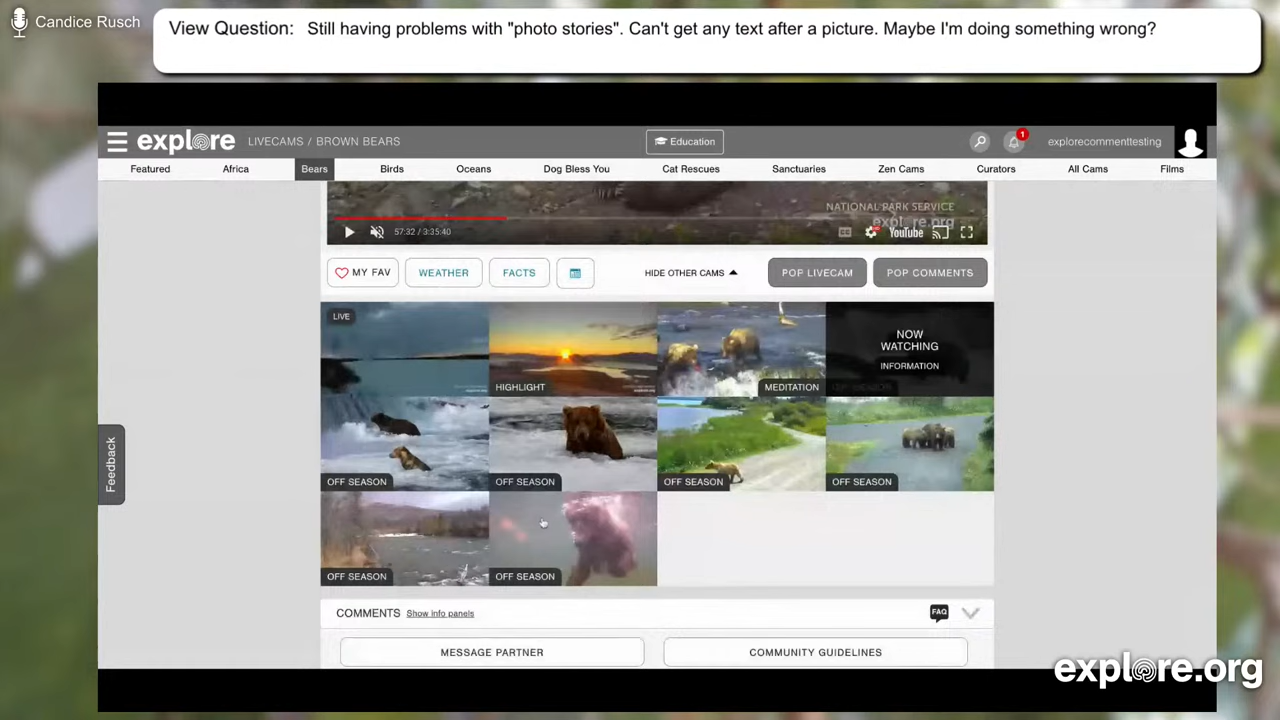 Candice Rusch
View Question: Still having problems with "photo stories". Can't get any text after a picture. Maybe I'm doing something wrong?
explore LIVECAMS / BROWN BEARS Education 1 explorecommenttesting
Featured Africa Bears Birds Oceans Dog Bless You Cat Rescues Sanctuaries Zen Cams Curators All Cams Films
NATIONAL PARK SERVICE
explore.org
57:32 / 3:35:40 CC YouTube
MY FAV WEATHER FACTS HIDE OTHER CAMS POP LIVECAM POP COMMENTS
LIVE
NOW
WATCHING
INFORMATION
HIGHLIGHT MEDITATION
OFF SEASON OFF SEASON OFF SEASON OFF SEASON
Feedback
OFF SEASON OFF SEASON
COMMENTS Show info panels FAQ
MESSAGE PARTNER COMMUNITY GUIDELINES
explore.org